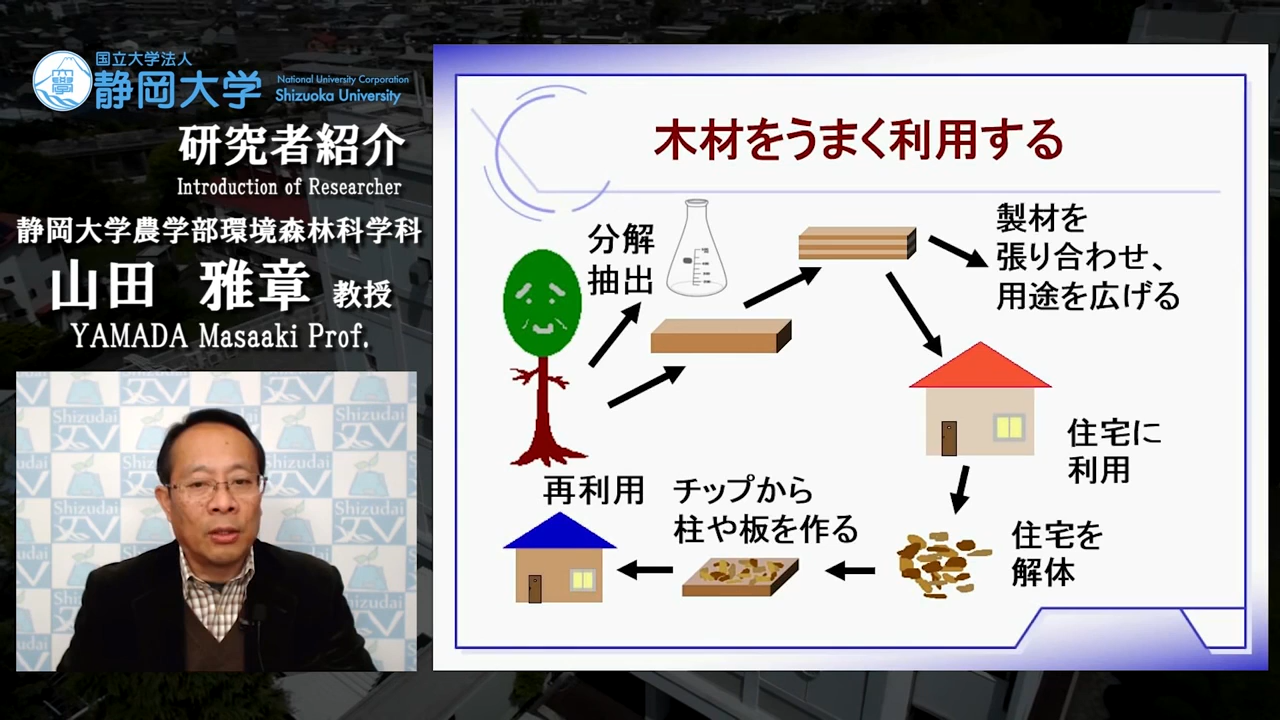 国立大学法人
静岡大学
National University Corporation
Shizuoka University
研究者紹介
Introduction of Researcher
静岡大学農学部環境森林科学科
山田 雅章 教授
YAMADA Masaaki Prof.
Shizudai
TV
木材をうまく利用する
分解
抽出
製材を
張り合わせ、
用途を広げる
住宅に
利用
住宅を
解体
チップから
柱や板を作る
再利用